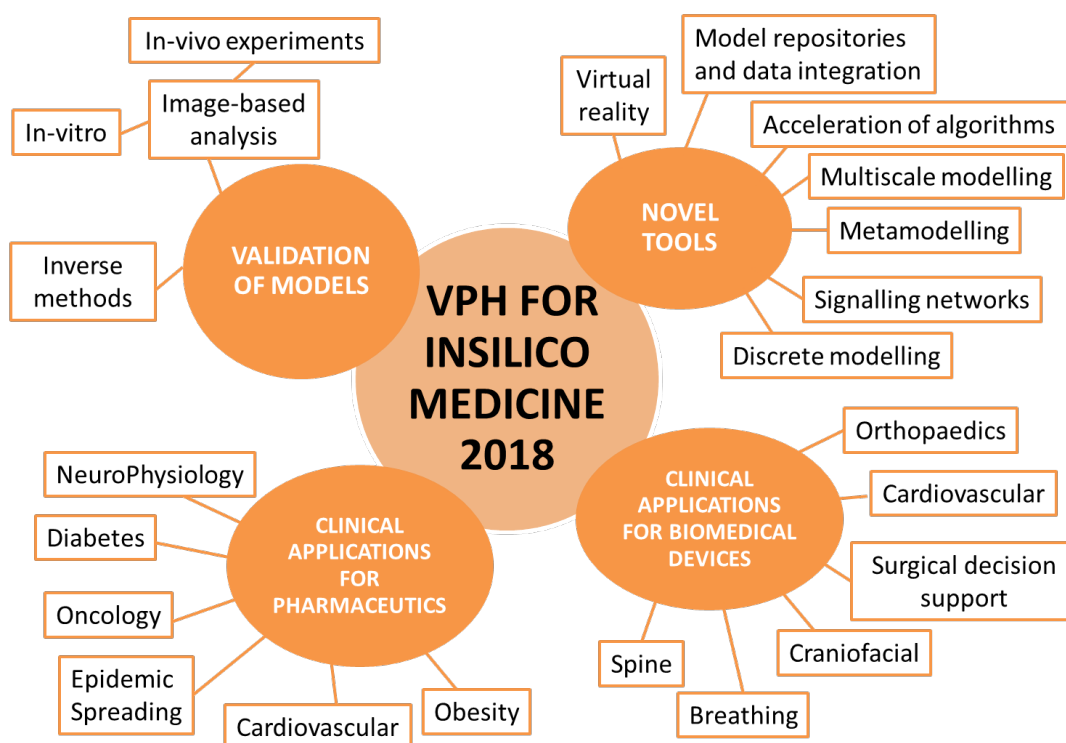 In-vivo experiments
Image-based
analysis
In-vitro
Inverse
methods
VALIDATION
OF MODELS
Virtual
reality
Model repositories
and data integration
Acceleration of algorithms
Multiscale modelling
Metamodelling
Signalling networks
Discrete modelling
NOVEL
TOOLS
VPH FOR
INSILICO
MEDICINE
2018
NeuroPhysiology
Diabetes
Oncology
Epidemic
Spreading
Cardiovascular
Obesity
CLINICAL
APPLICATIONS
FOR
PHARMACEUTICS
CLINICAL
APPLICATIONS
FOR BIOMEDICAL
DEVICES
Orthopaedics
Cardiovascular
Surgical decision
support
Craniofacial
Breathing
Spine